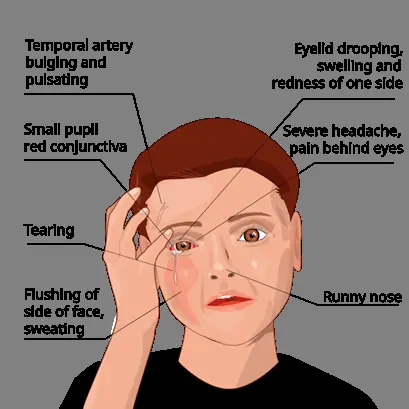 Temporal artery
bulging and
pulsating
Eyelid drooping,
swelling and
redness of one side
Small pupil
red conjunctiva
Severe headache,
pain behind eyes
Tearing
Flushing of
side of face,
sweating
Runny nose